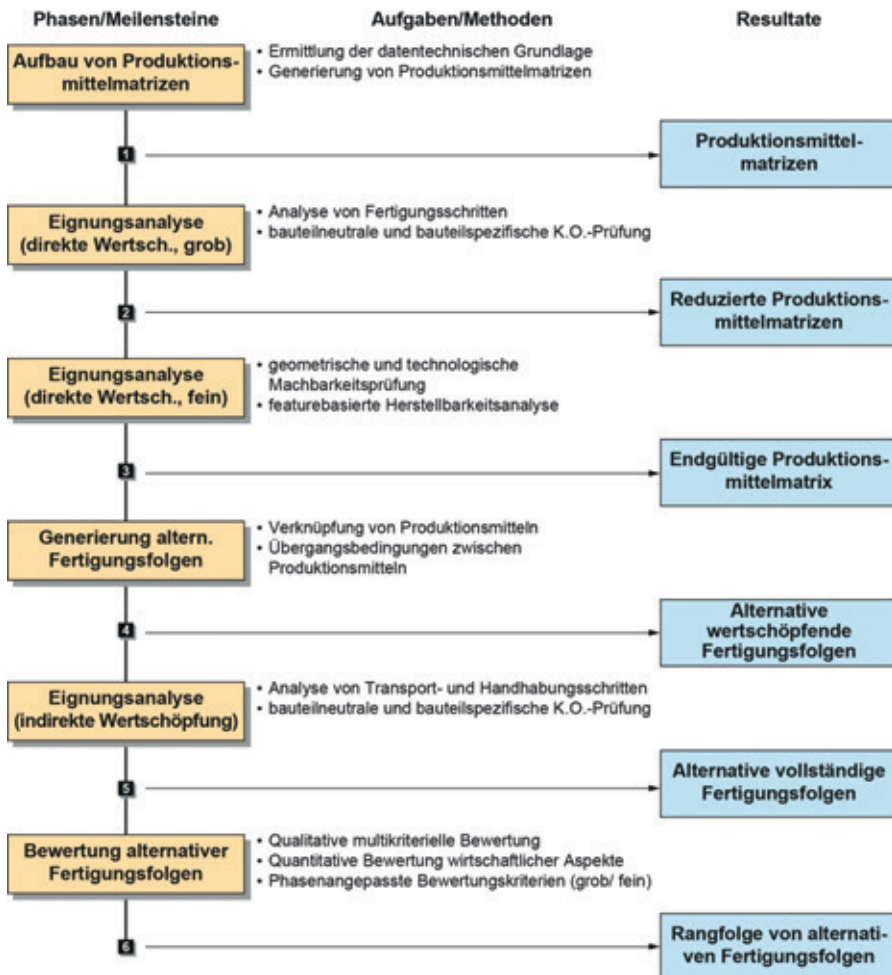 Phasen/Meilensteine
Aufgaben/Methoden
Resultate
Aufbau von Produktions-
mittelmatrizen
• Ermittlung der datentechnischen Grundlage
• Generierung von Produktionsmittelmatrizen
1
Produktionsmittel-
matrizen
Eignungsanalyse
(direkte Wertsch., grob)
• Analyse von Fertigungsschritten
• bauteilneutrale und bauteilspezifische K.O.-Prüfung
2
Reduzierte Produktions-
mittelmatrizen
Eignungsanalyse
(direkte Wertsch., fein)
• geometrische und technologische
Machbarkeitsprüfung
• featurebasierte Herstellbarkeitsanalyse
3
Endgültige Produktions-
mittelmatrix
Generierung altern.
Fertigungsfolgen
• Verknüpfung von Produktionsmitteln
• Übergangsbedingungen zwischen
Produktionsmitteln
4
Alternative
wertschöpfende
Fertigungsfolgen
Eignungsanalyse
(indirekte Wertschöpfung)
• Analyse von Transport- und Handhabungsschritten
• bauteilneutrale und bauteilspezifische K.O.-Prüfung
5
Alternative vollständige
Fertigungsfolgen
Bewertung alternativer
Fertigungsfolgen
• Qualitative multikriterielle Bewertung
• Quantitative Bewertung wirtschaftlicher Aspekte
• Phasenangepasste Bewertungskriterien (grob/ fein)
6
Rangfolge von alternati-
ven Fertigungsfolgen